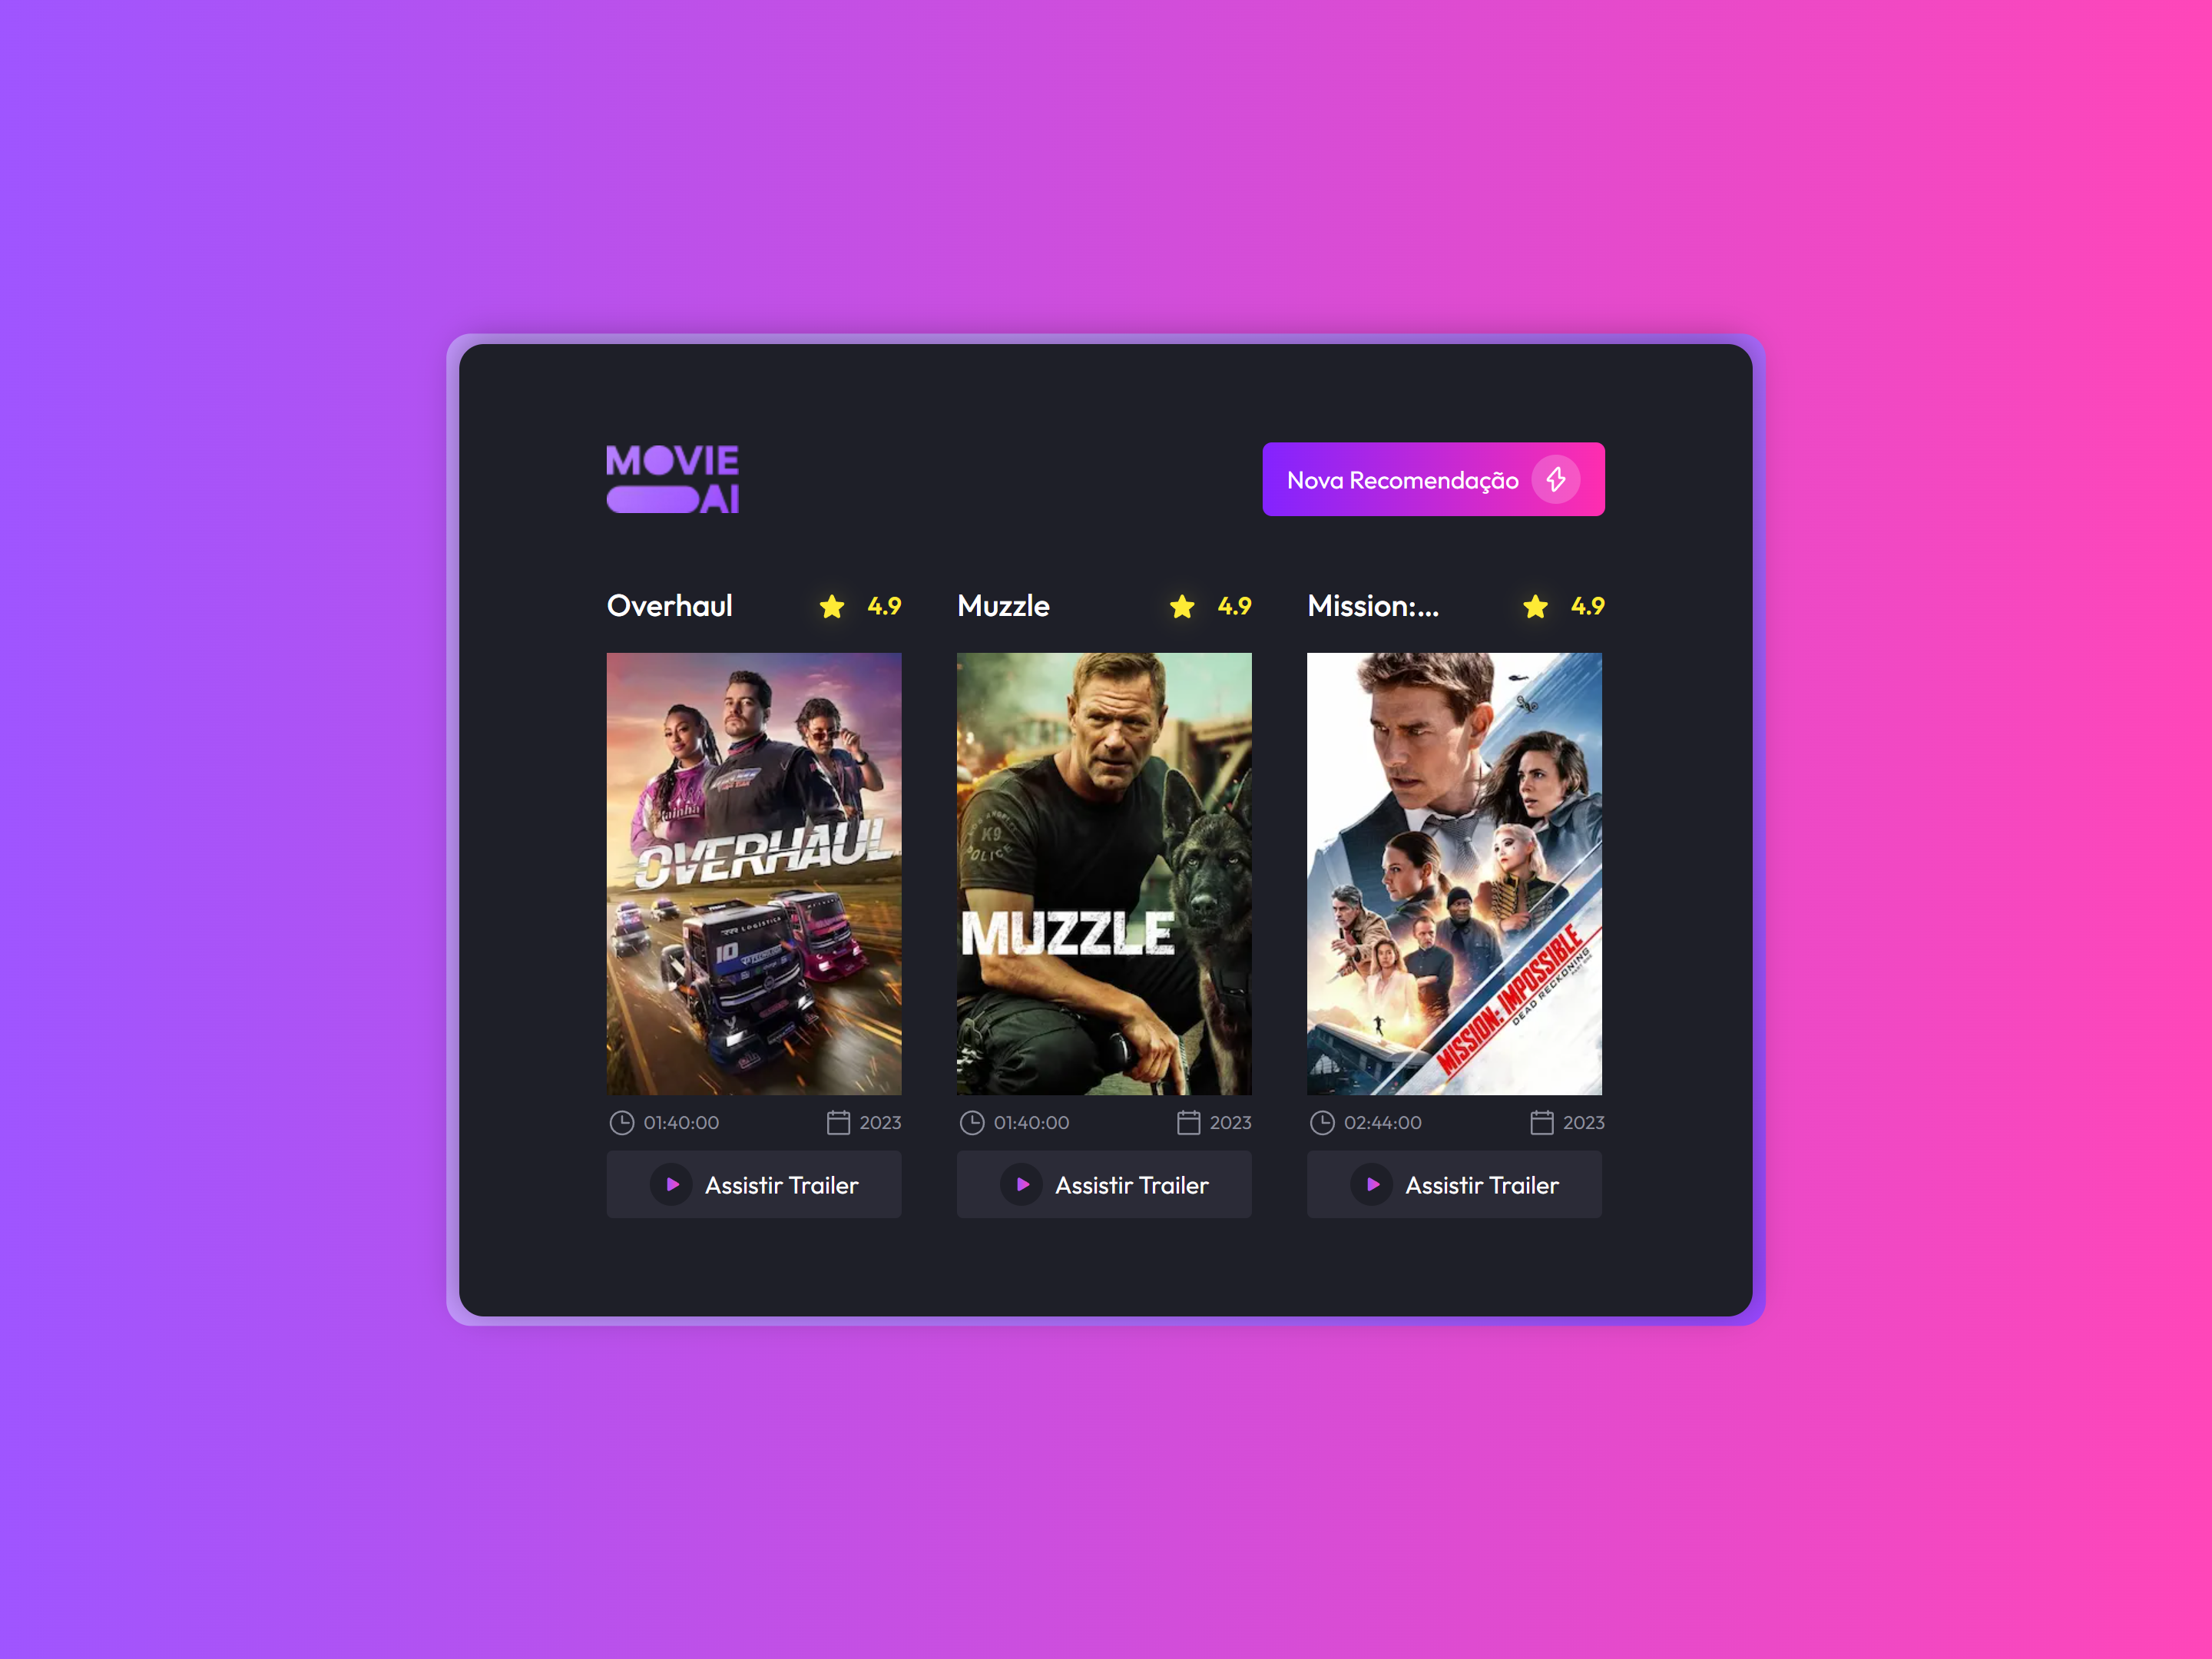 MOVIE
AI
Nova Recomendação
Overhaul
4.9
Muzzle
4.9
Mission:...
4.9
Rainha
OVERHAUL
LOGÍSTICA
10
K9
POLICE
MUZZLE
MISSION: IMPOSSIBLE
DEAD RECKONING
01:40:00
2023
01:40:00
2023
02:44:00
2023
Assistir Trailer
Assistir Trailer
Assistir Trailer